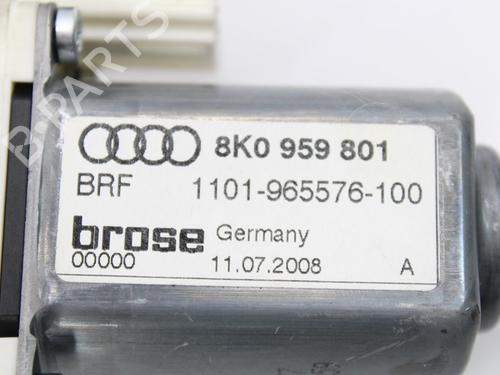 B-PARTS
8K0 959 801
BRF 1101-965576-100
brose Germany
00000 11.07.2008 A